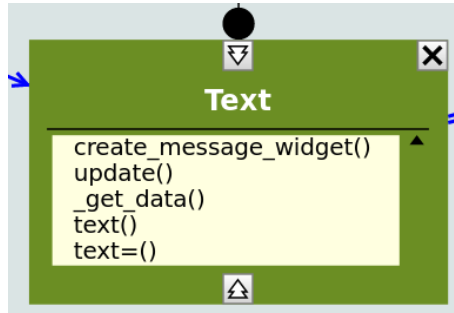 Text
create_message_widget()
update()
_get_data()
text()
text=()